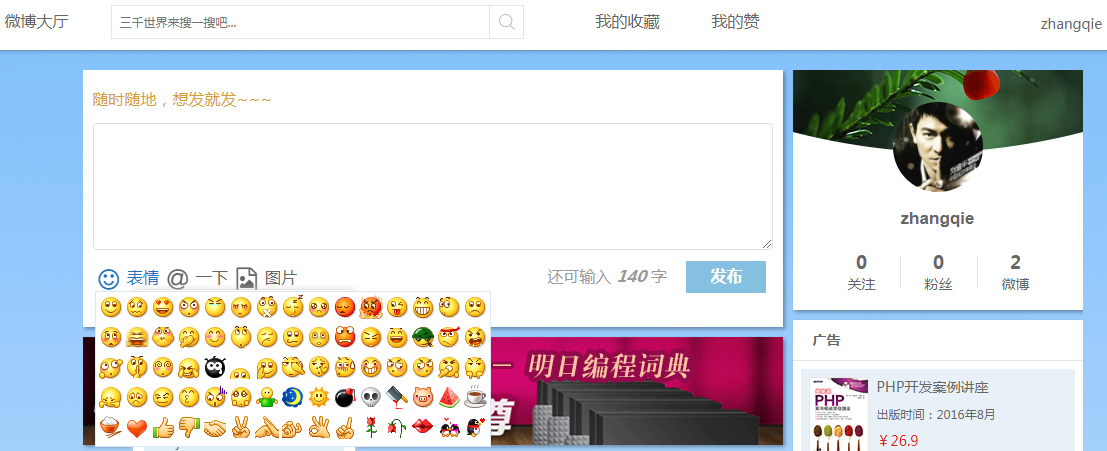 微博大厅
三千世界来搜一搜吧...
我的收藏
我的赞
zhangqie
随时随地，想发就发~~~
表情
@一下
图片
还可输入 140 字
发布
zhangqie
0
关注
0
粉丝
2
微博
明日编程词典
尊
广告
PHP
PHP开发案例讲座
出版时间：2016年8月
￥26.9